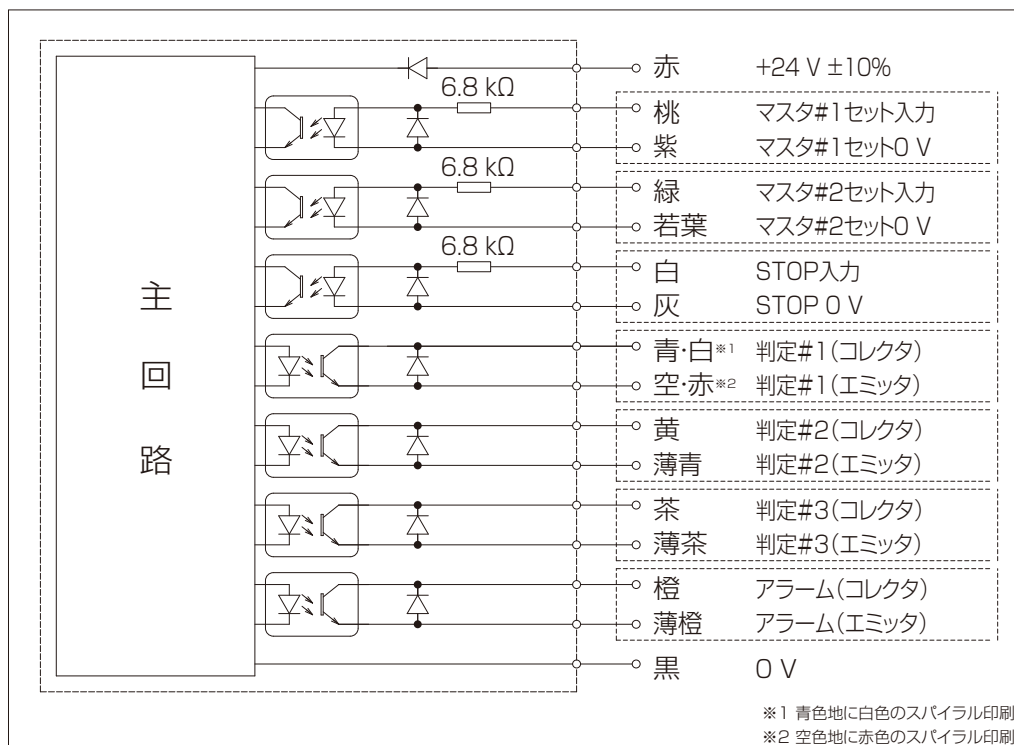 赤 +24 V ±10%
6.8 kΩ
桃 マスタ#1セット入力
紫 マスタ#1セット0 V
6.8 kΩ
緑 マスタ#2セット入力
若葉 マスタ#2セット0 V
6.8 kΩ
白 STOP入力
灰 STOP 0 V
主回路
青·白※1 判定#1(コレクタ)
空·赤※2 判定#1(エミッタ)
黄 判定#2(コレクタ)
薄青 判定#2(エミッタ)
茶 判定#3(コレクタ)
薄茶 判定#3(エミッタ)
橙 アラーム(コレクタ)
薄橙 アラーム(エミッタ)
黒 0 V
※1 青色地に白色のスパイラル印刷
※2 空色地に赤色のスパイラル印刷